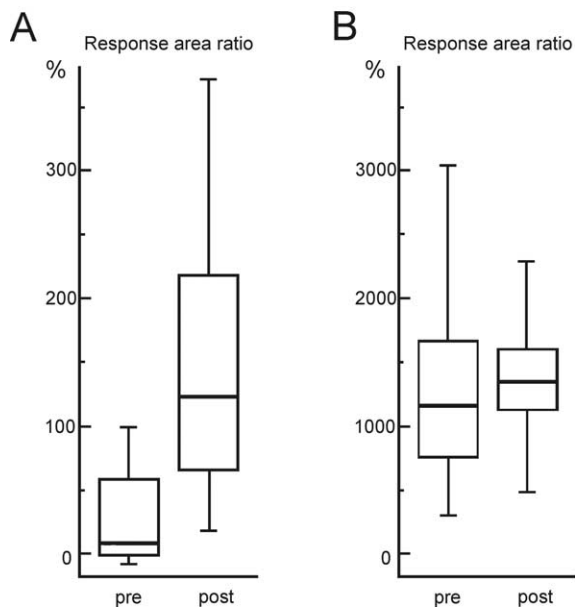 A
Response area ratio
%
300
200
100
0
pre post
B
Response area ratio
%
3000
2000
1000
0
pre post